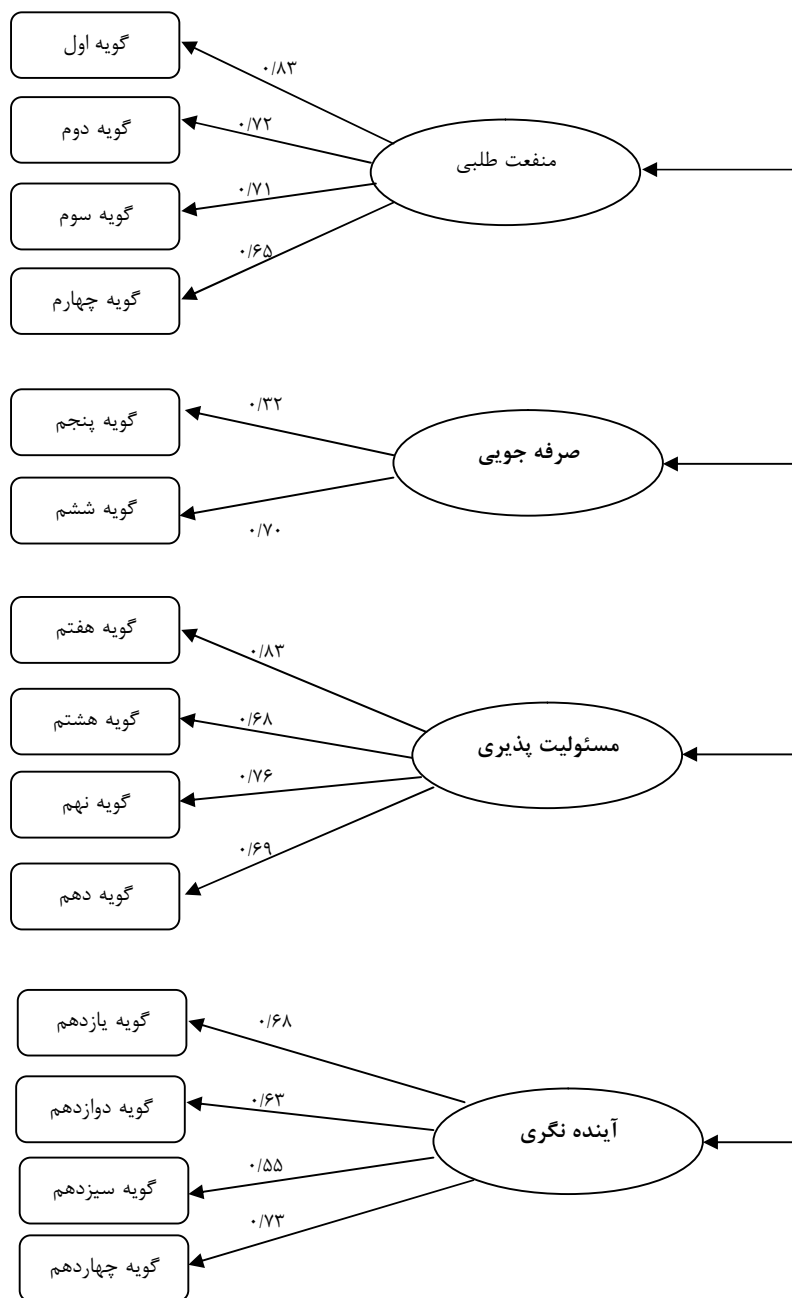 گویه اول
۰/۸۳
گویه دوم
۰/۷۲
منفعت طلبی
گویه سوم
۰/۷۱
گویه چهارم
۰/۶۵
گویه پنجم
۰/۳۲
صرفه جویی
گویه ششم
۰/۷۰
گویه هفتم
۰/۸۳
گویه هشتم
۰/۶۸
مسئولیت پذیری
گویه نهم
۰/۷۶
گویه دهم
۰/۶۹
گویه یازدهم
۰/۶۸
گویه دوازدهم
۰/۶۳
آینده نگری
گویه سیزدهم
۰/۵۵
گویه چهاردهم
۰/۷۳